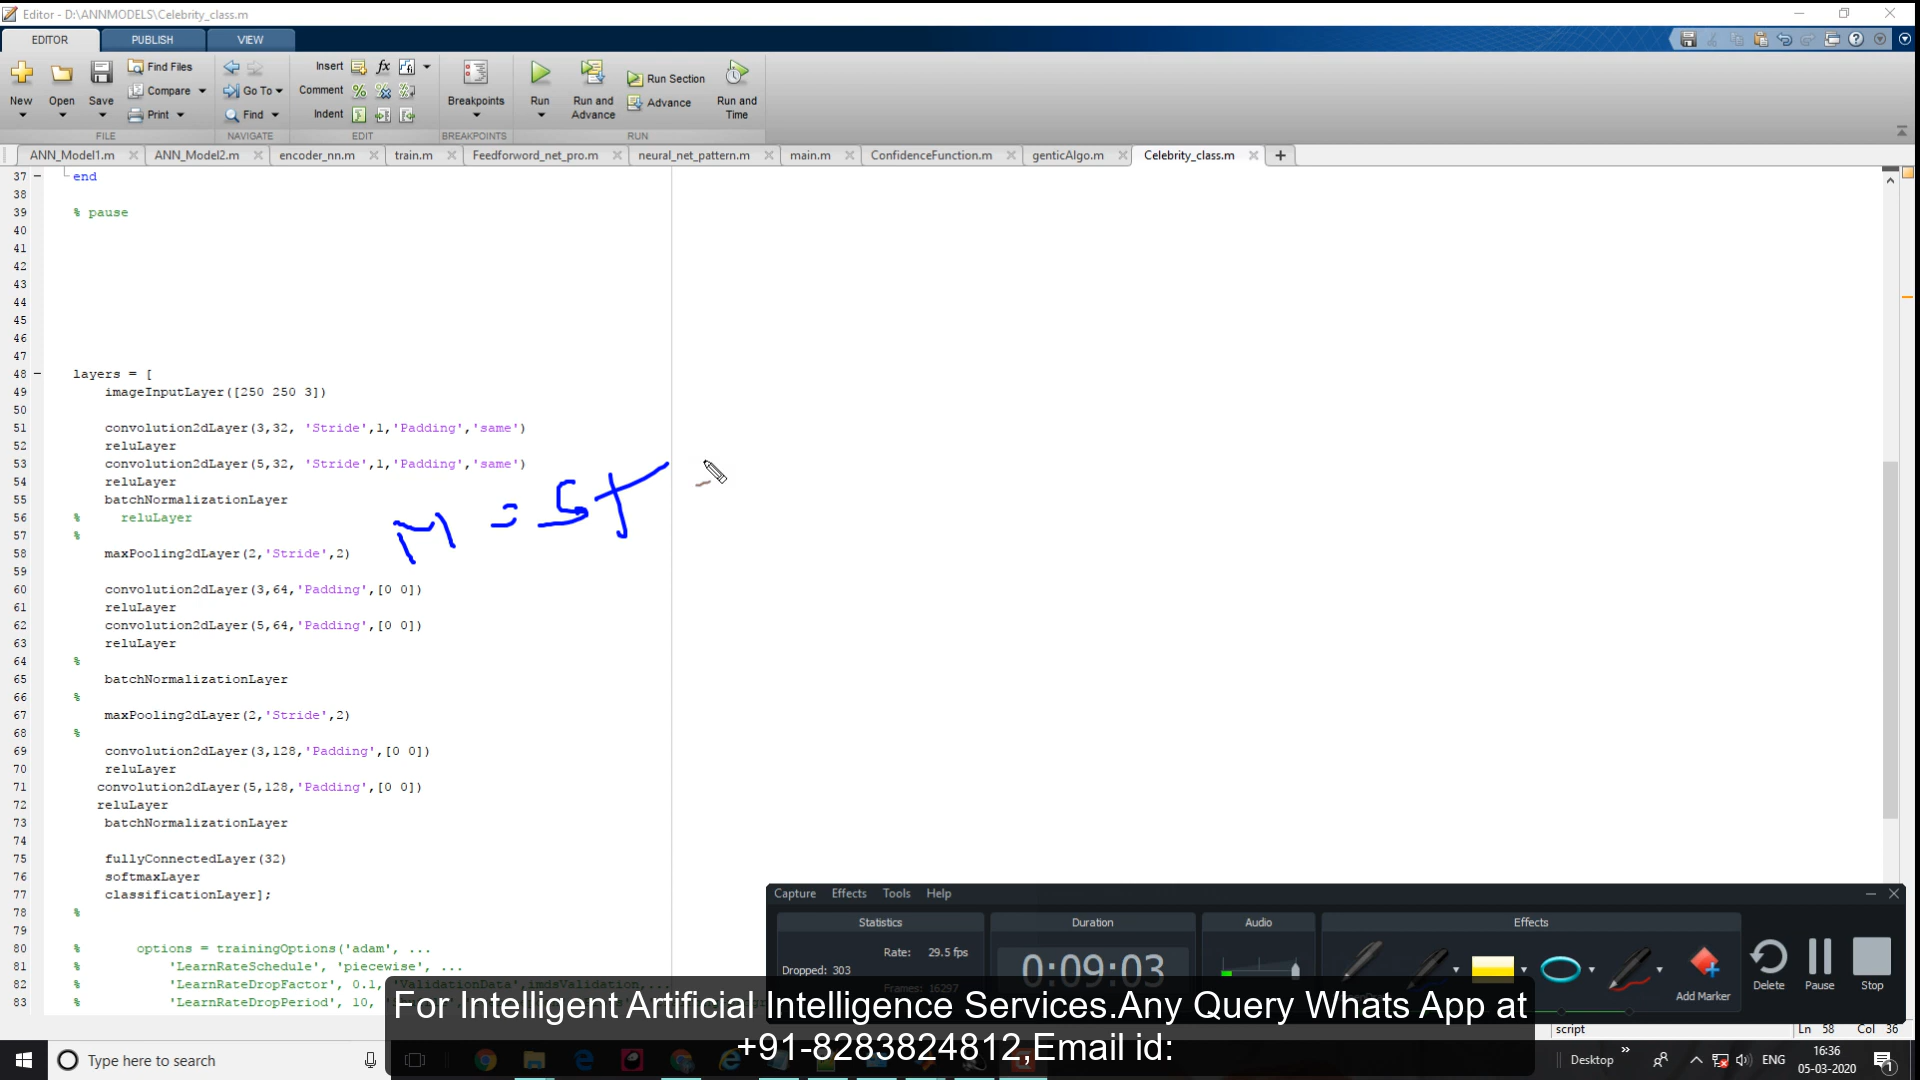 Editor - D:\ANNMODELS\Celebrity_class.m
EDITOR PUBLISH VIEW
New Open Save Find Files Compare Print Go To Find Insert Comment Indent Breakpoints Run Run and Advance Run Section Advance Run and Time
FILE NAVIGATE EDIT BREAKPOINTS RUN
ANN_Model1.m ANN_Model2.m encoder_nn.m train.m Feedforword_net_pro.m neural_net_pattern.m main.m ConfidenceFunction.m genticAlgo.m Celebrity_class.m
37 end
38
39 % pause
40
41
42
43
44
45
46
47
48 layers = [
49 imageInputLayer([250 250 3])
50
51 convolution2dLayer(3,32, 'Stride',1,'Padding','same')
52 reluLayer
53 convolution2dLayer(5,32, 'Stride',1,'Padding','same')
54 reluLayer
55 batchNormalizationLayer
56 % reluLayer
57 %
58 maxPooling2dLayer(2,'Stride',2)
59
60 convolution2dLayer(3,64,'Padding',[0 0])
61 reluLayer
62 convolution2dLayer(5,64,'Padding',[0 0])
63 reluLayer
64 %
65 batchNormalizationLayer
66 %
67 maxPooling2dLayer(2,'Stride',2)
68 %
69 convolution2dLayer(3,128,'Padding',[0 0])
70 reluLayer
71 convolution2dLayer(5,128,'Padding',[0 0])
72 reluLayer
73 batchNormalizationLayer
74
75 fullyConnectedLayer(32)
76 softmaxLayer
77 classificationLayer];
78 %
79
80 % options = trainingOptions('adam', ...
81 % 'LearnRateSchedule', 'piecewise', ...
82 % 'LearnRateDropFactor', 0.1, 'ValidationData',imdsValidation,...
83 % 'LearnRateDropPeriod', 10,
M =
Capture Effects Tools Help
Statistics Duration Audio Effects
Rate: 29.5 fps
Dropped: 303
Frames: 16297
0:09:03
Add Marker Delete Pause Stop
For Intelligent Artificial Intelligence Services.Any Query Whats App at
+91-8283824812,Email id:
script Ln 58 Col 36
Type here to search
Desktop ENG 16:36
05-03-2020
1